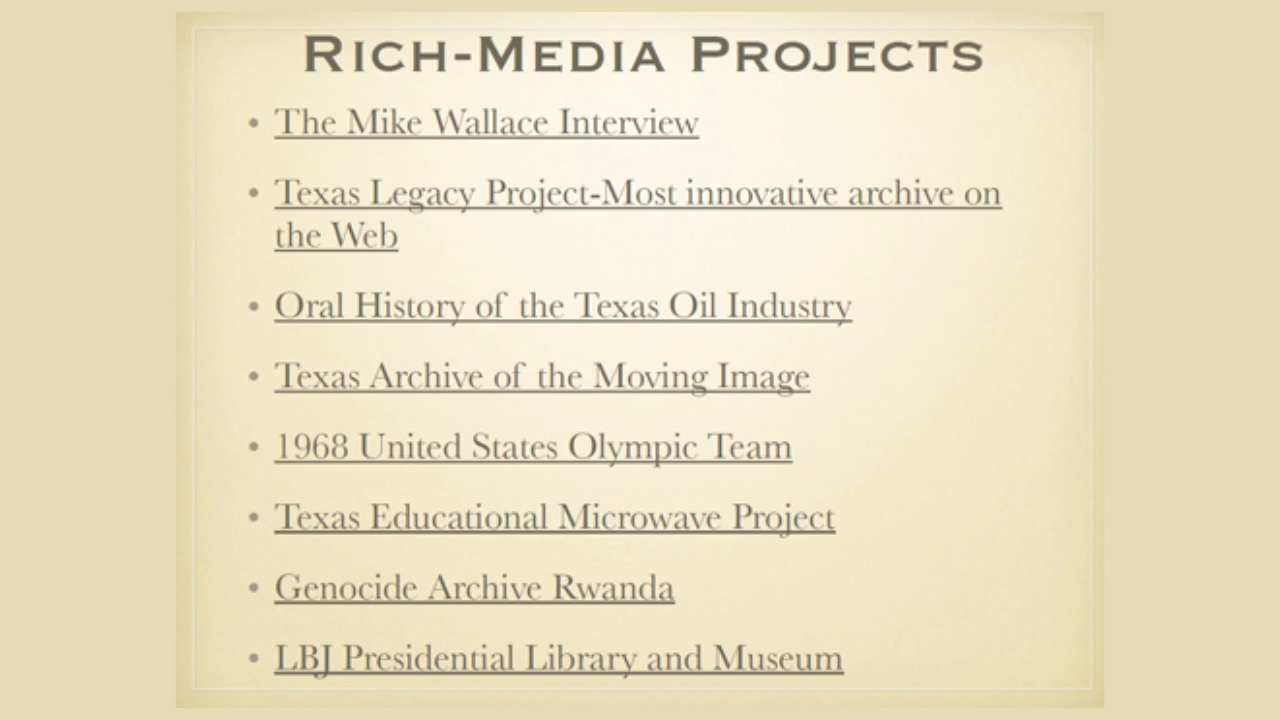 Rich-Media Projects
• The Mike Wallace Interview
• Texas Legacy Project-Most innovative archive on
the Web
• Oral History of the Texas Oil Industry
• Texas Archive of the Moving Image
• 1968 United States Olympic Team
• Texas Educational Microwave Project
• Genocide Archive Rwanda
• LBJ Presidential Library and Museum